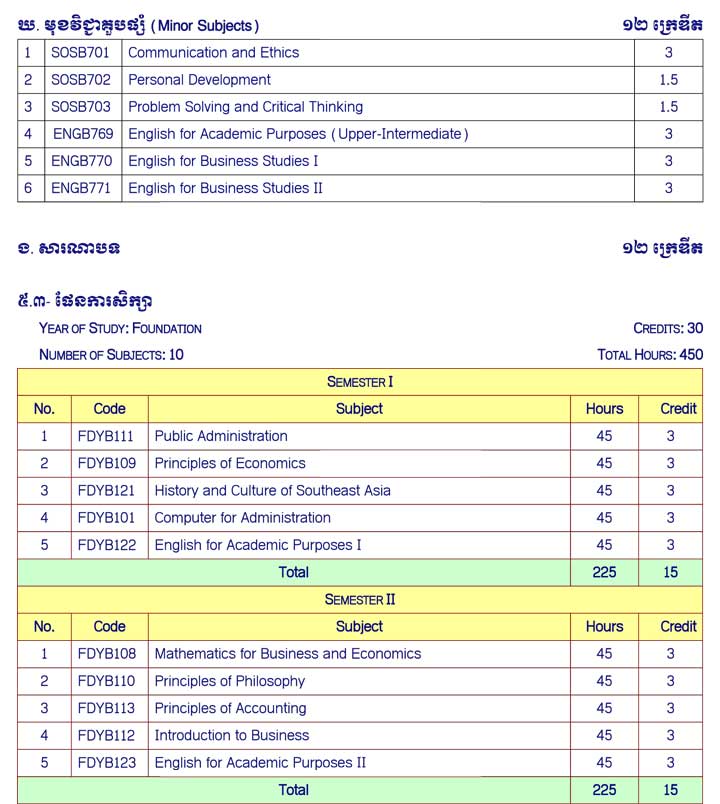 ឃ. មុខវិជ្ជាគួបផ្សំ (Minor Subjects) ១២ ក្រេឌីត
1 SOSB701 Communication and Ethics 3
2 SOSB702 Personal Development 1.5
3 SOSB703 Problem Solving and Critical Thinking 1.5
4 ENGB769 English for Academic Purposes (Upper-Intermediate) 3
5 ENGB770 English for Business Studies I 3
6 ENGB771 English for Business Studies II 3
ង. សារណាបទ ១២ ក្រេឌីត
៥.៣- ផែនការសិក្សា
YEAR OF STUDY: FOUNDATION CREDITS: 30
NUMBER OF SUBJECTS: 10 TOTAL HOURS: 450
SEMESTER I
No. Code Subject Hours Credit
1 FDYB111 Public Administration 45 3
2 FDYB109 Principles of Economics 45 3
3 FDYB121 History and Culture of Southeast Asia 45 3
4 FDYB101 Computer for Administration 45 3
5 FDYB122 English for Academic Purposes I 45 3
Total 225 15
SEMESTER II
No. Code Subject Hours Credit
1 FDYB108 Mathematics for Business and Economics 45 3
2 FDYB110 Principles of Philosophy 45 3
3 FDYB113 Principles of Accounting 45 3
4 FDYB112 Introduction to Business 45 3
5 FDYB123 English for Academic Purposes II 45 3
Total 225 15